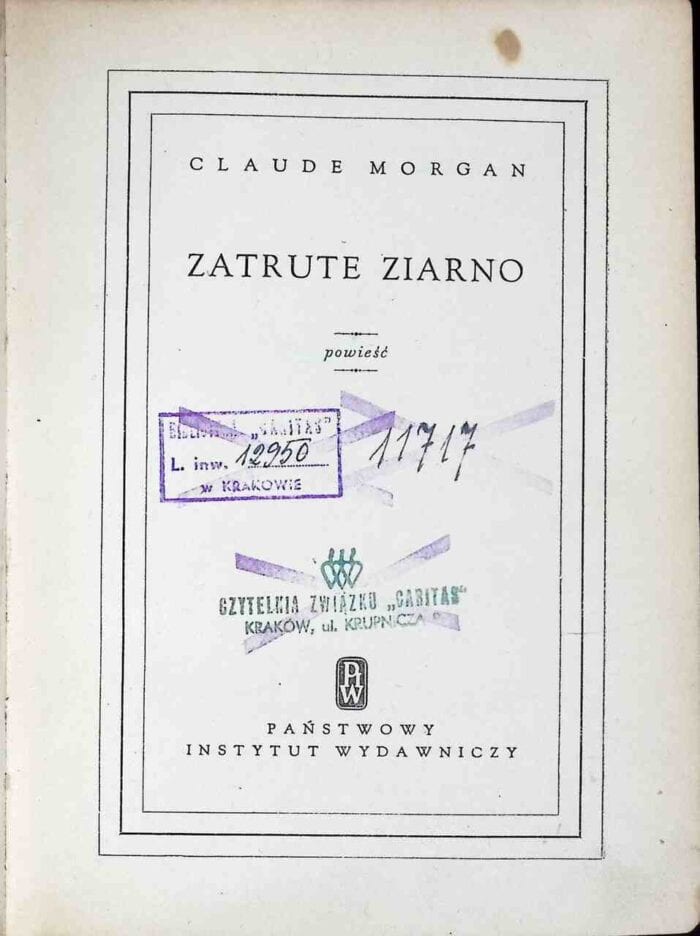 CLAUDE MORGAN
ZATRUTE ZIARNO
powieść
"CARITAS"
L. inw. 12950
w KRAKOWIE
11717
CZYTELNIA ZWIĄZKU „CARITAS"
KRAKÓW, ul. KRUPNICZA
PIW
PAŃSTWOWY
INSTYTUT WYDAWNICZY